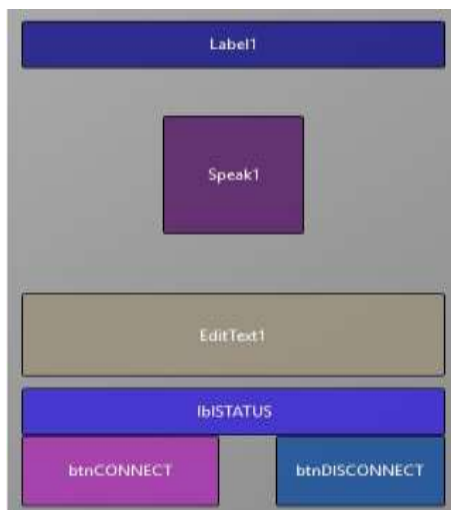 Label1
Speak1
EditText1
lblSTATUS
btnCONNECT
btnDISCONNECT